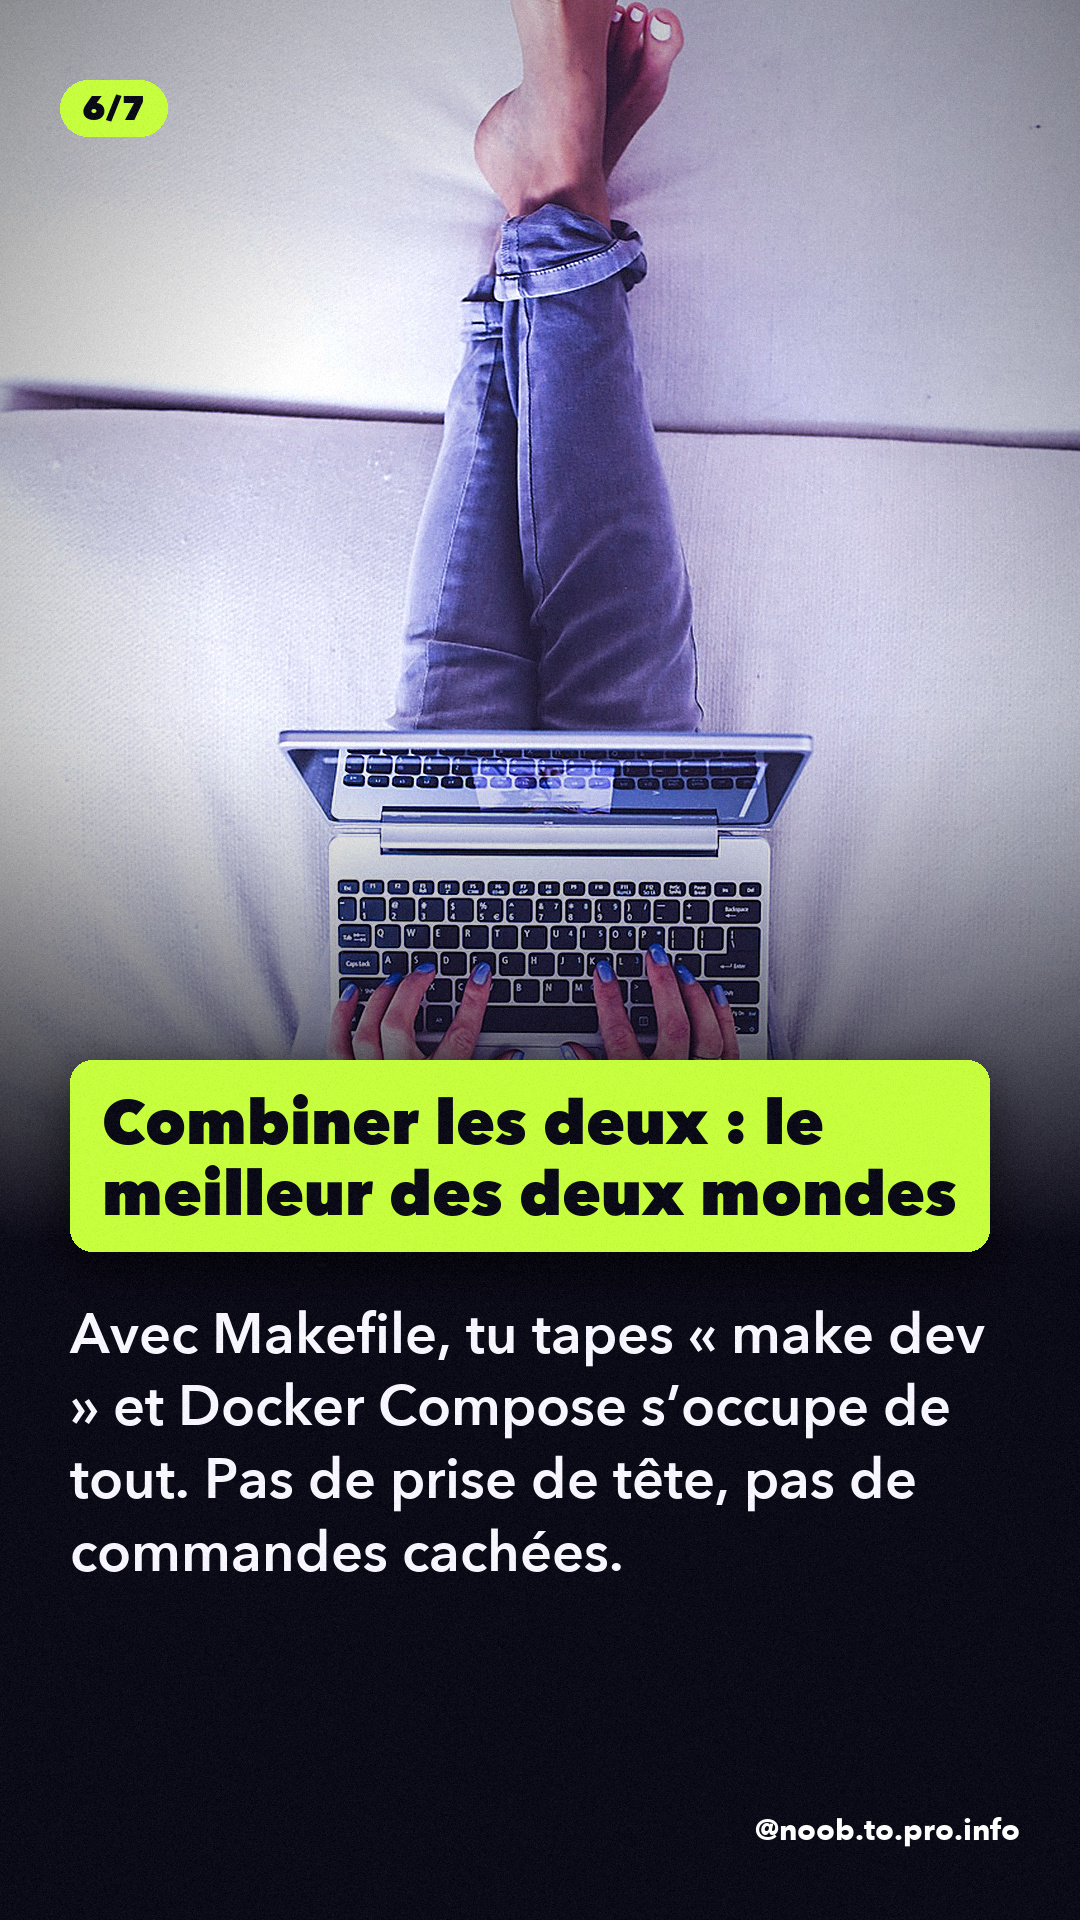 6/7
Combiner les deux : le
meilleur des deux mondes
Avec Makefile, tu tapes « make dev
» et Docker Compose s’occupe de
tout. Pas de prise de tête, pas de
commandes cachées.
@noob.to.pro.info